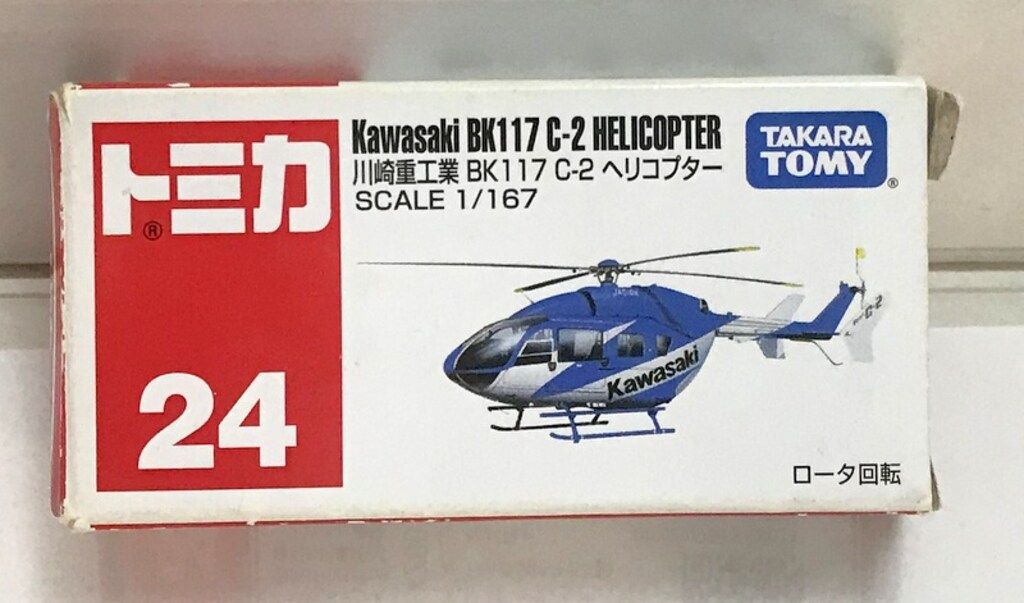 トミカ
®
24
Kawasaki BK117 C-2 HELICOPTER
川崎重工業 BK117 C-2 ヘリコプター
SCALE 1/167
TAKARA
TOMY
®
Kawasaki
C-2
ロータ回転